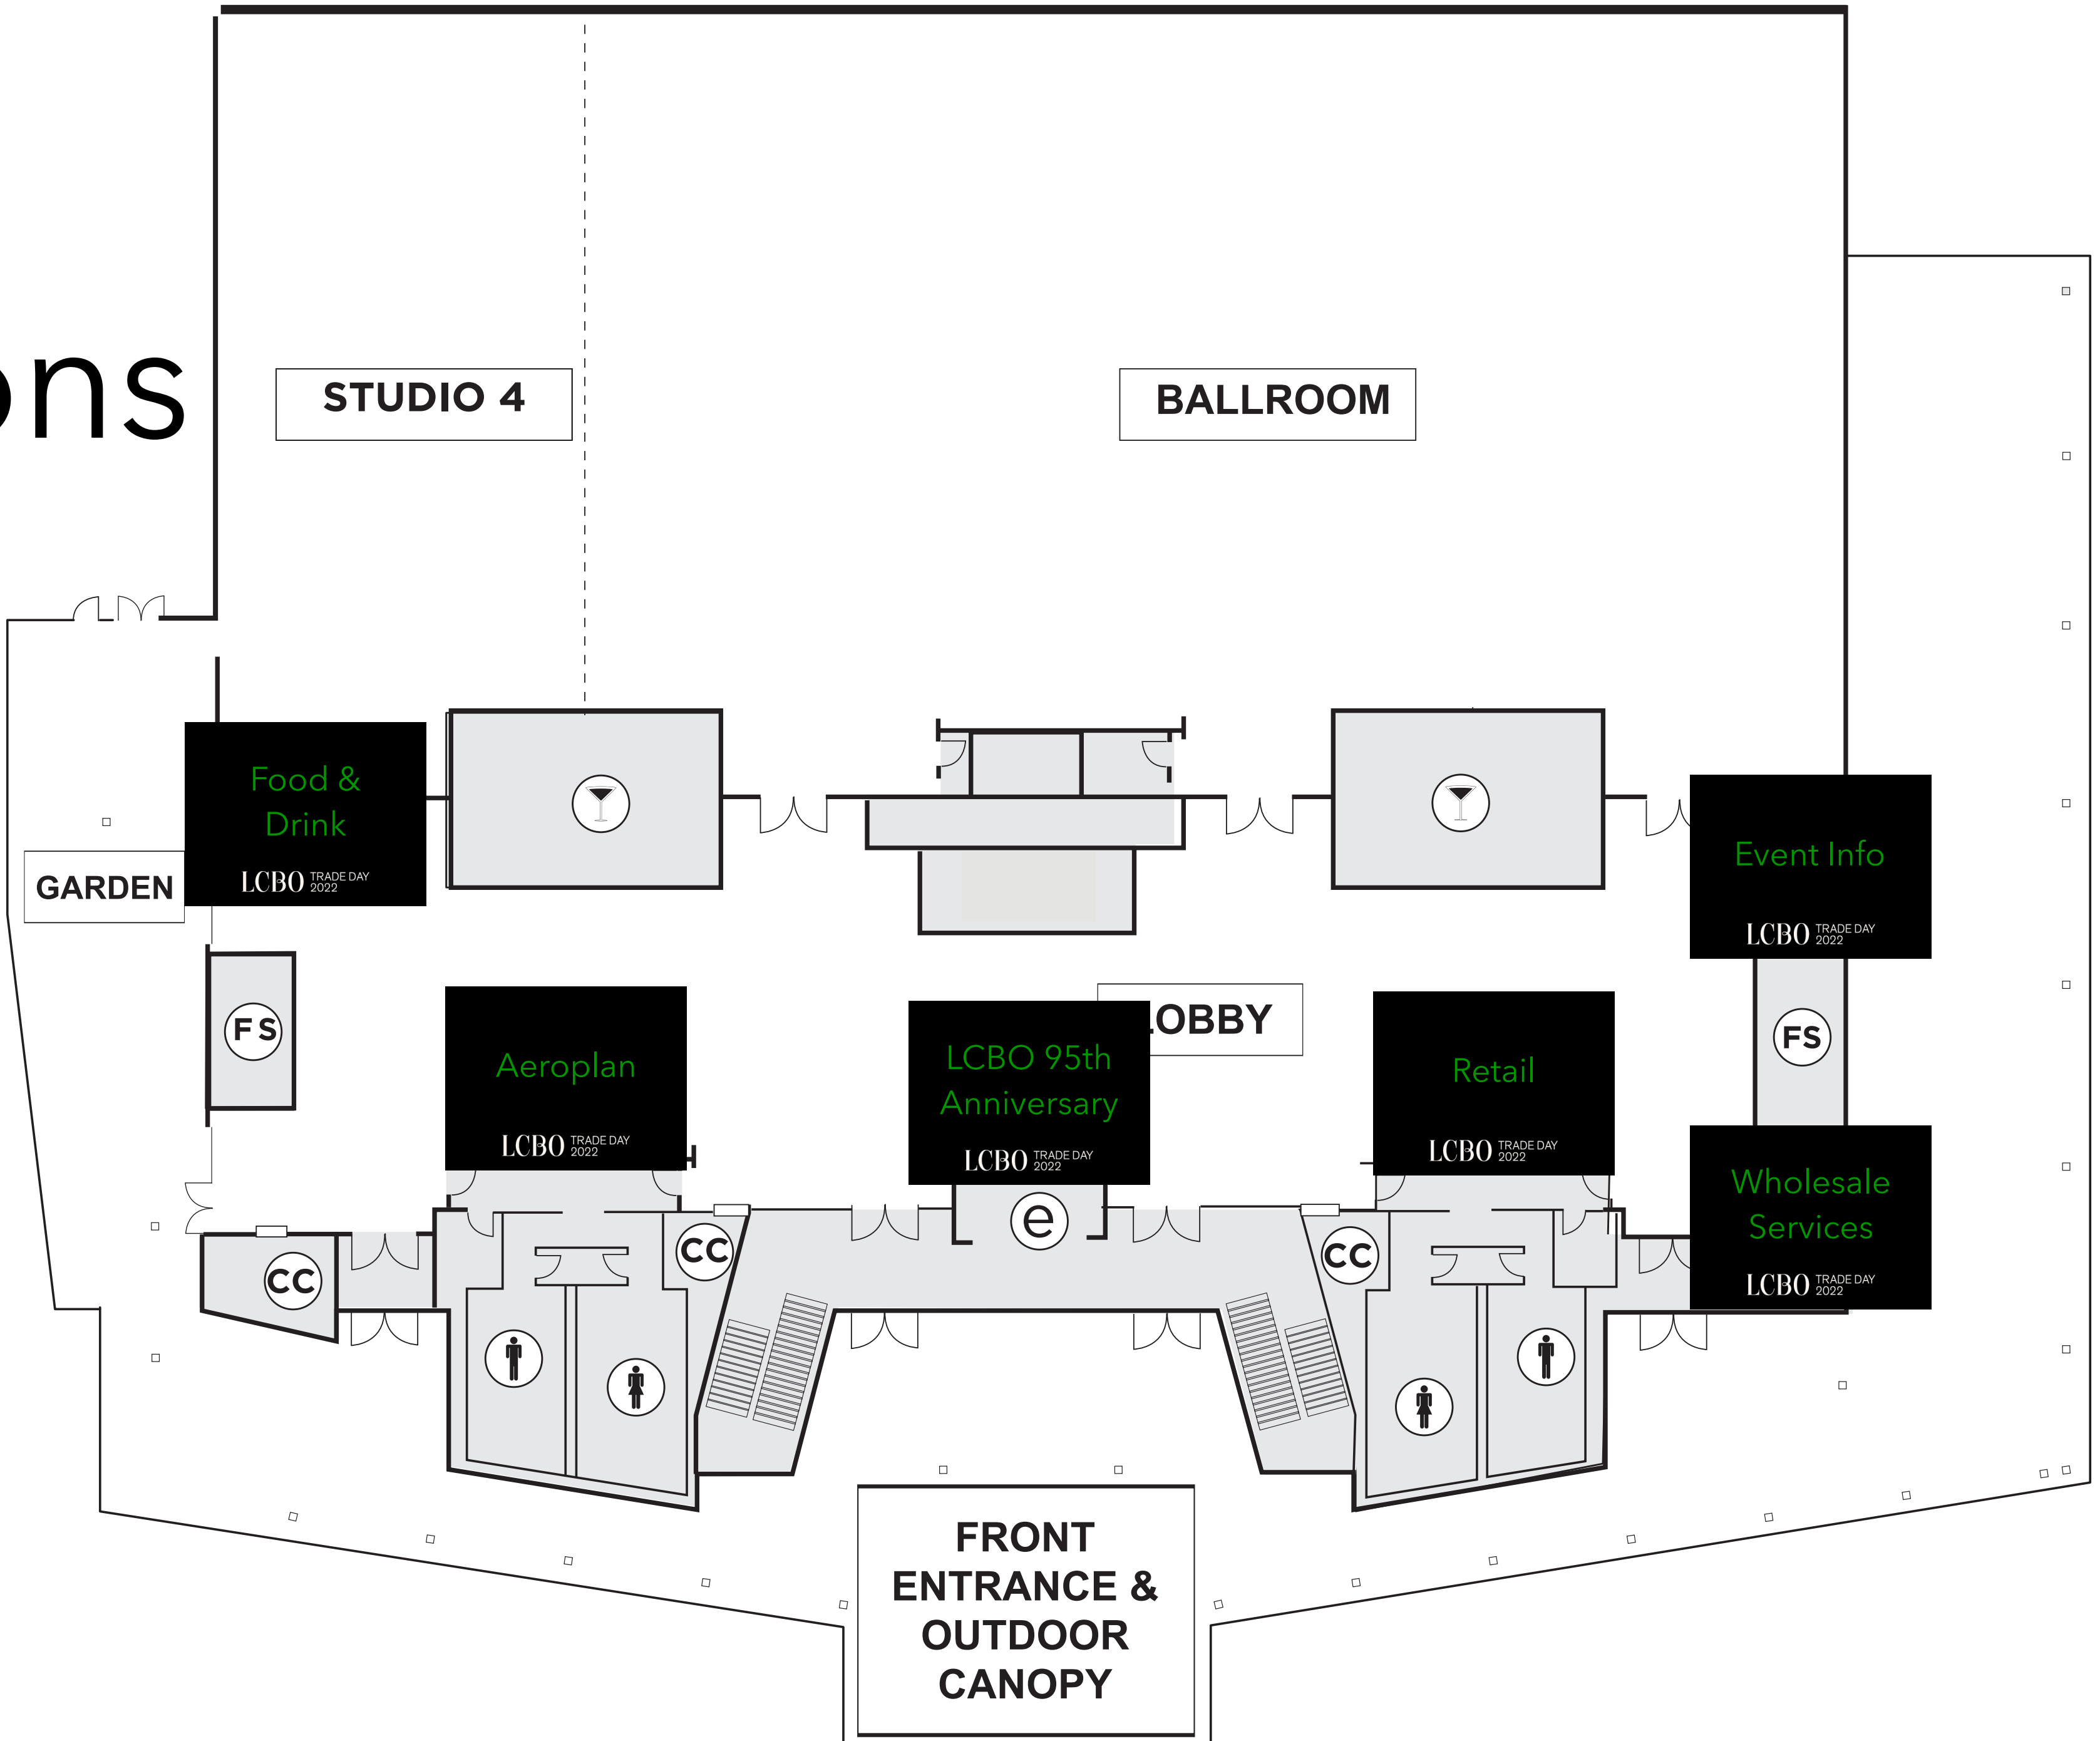 ons
STUDIO 4
BALLROOM
Food &
Drink
LCBO TRADE DAY
2022
GARDEN
Event Info
LCBO TRADE DAY
2022
FS
Aeroplan
LCBO TRADE DAY
2022
LCBO 95th
Anniversary
LCBO TRADE DAY
2022
OBBY
Retail
LCBO TRADE DAY
2022
FS
Wholesale
Services
LCBO TRADE DAY
2022
CC
CC
e
CC
FRONT
ENTRANCE &
OUTDOOR
CANOPY